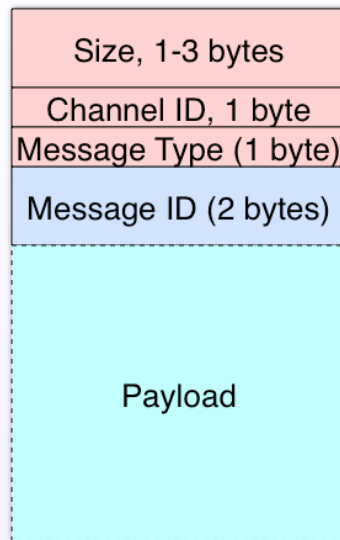 Size, 1-3 bytes
Channel ID, 1 byte
Message Type (1 byte)
Message ID (2 bytes)
Payload